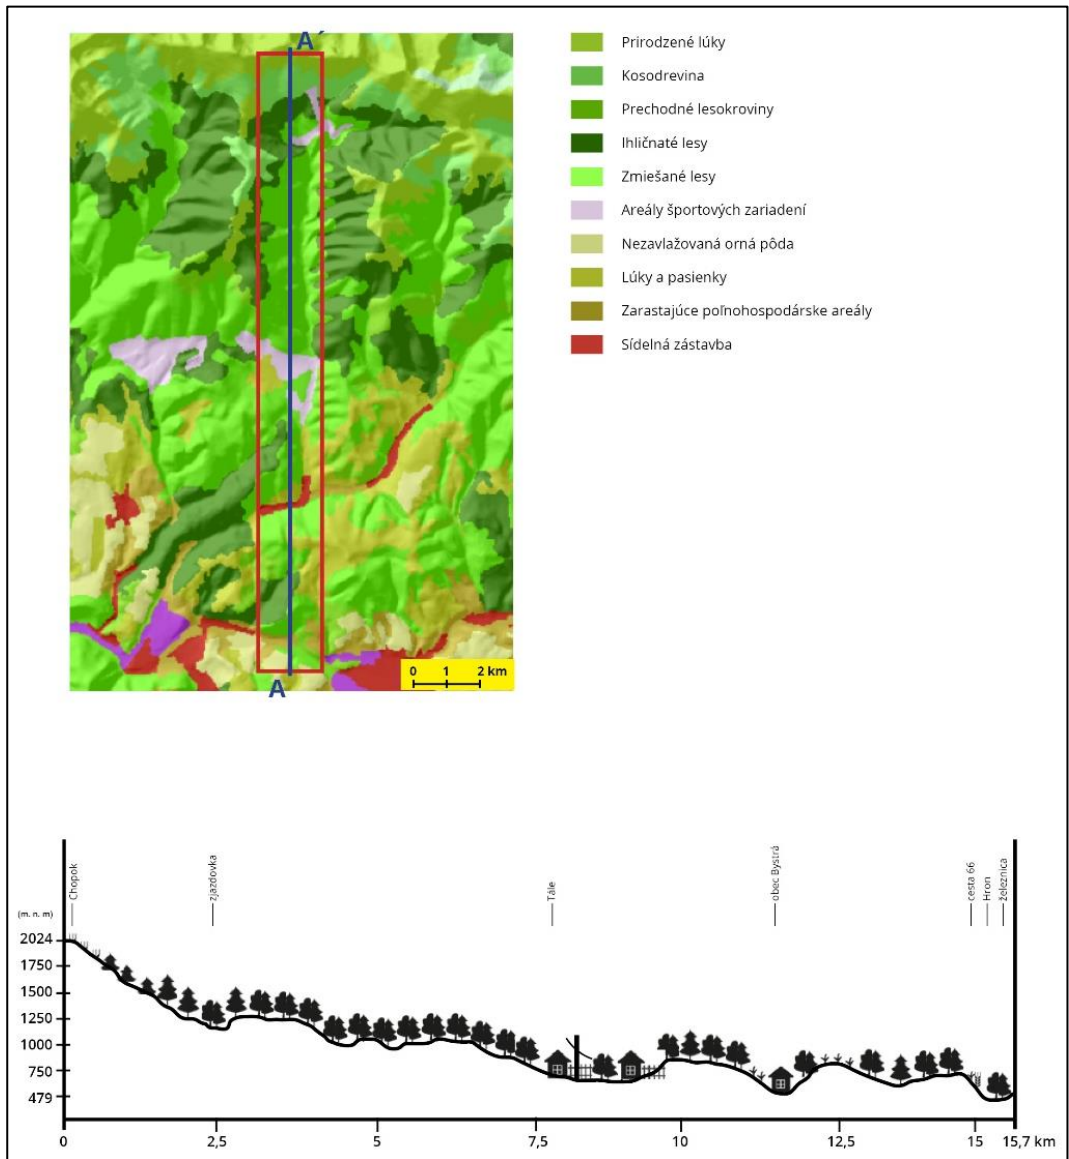 A´
Prirodzené lúky
Kosodrevina
Prechodné lesokroviny
Ihličnaté lesy
Zmiešané lesy
Areály športových zariadení
Nezavlažovaná orná pôda
Lúky a pasienky
Zarastajúce poľnohospodárske areály
Sídelná zástavba
0 1 2 km
A
Chopok
zjazdovka
Tále
obec Bystrá
cesta 66
Hron
železnica
(m. n. m)
2024
1750
1500
1250
1000
750
479
0 2,5 5 7,5 10 12,5 15 15,7 km